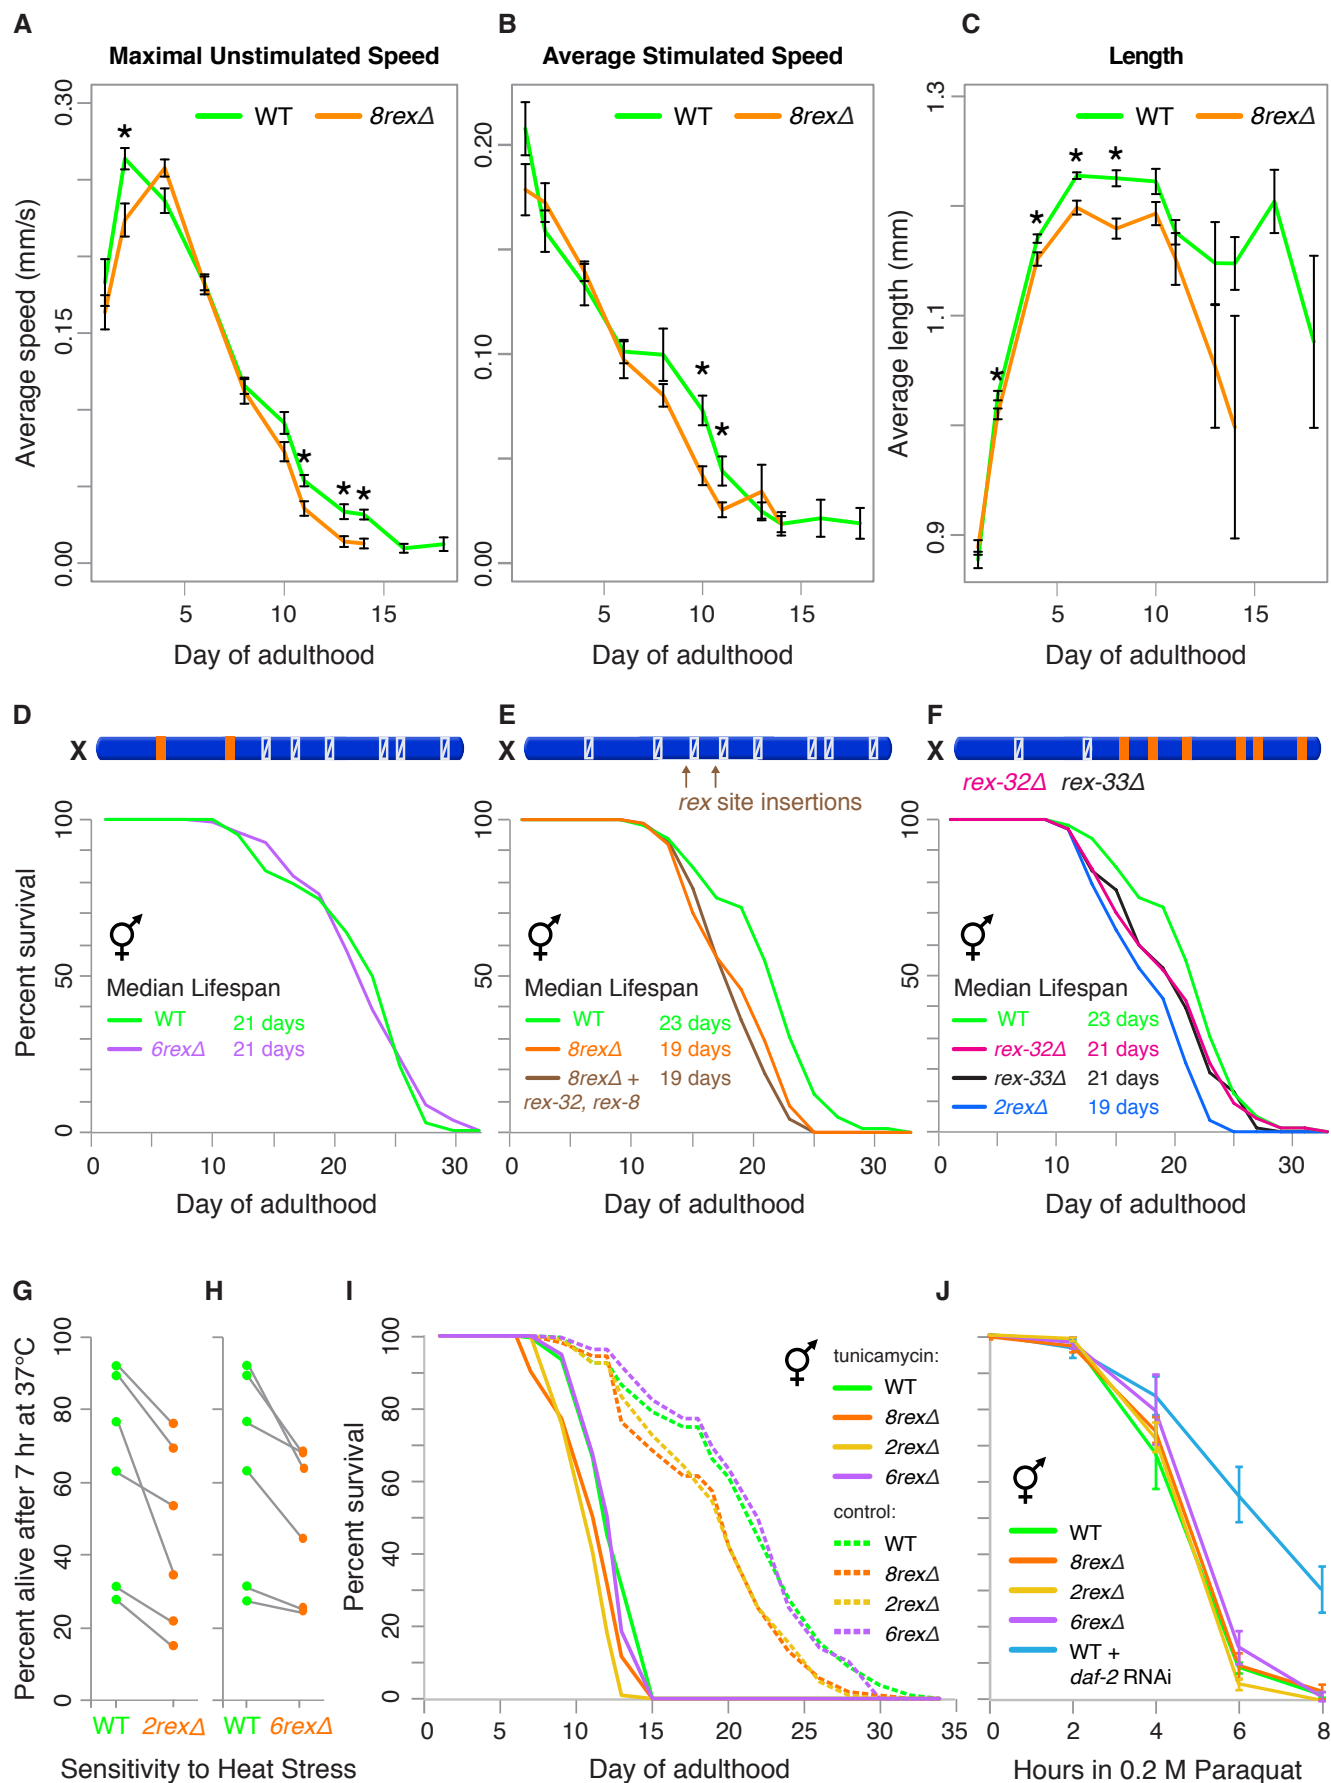 A
Maximal Unstimulated Speed
WT
8rexΔ
*
*
*
*
0.30
0.15
0.00
Average speed (mm/s)
5
10
15
Day of adulthood
B
Average Stimulated Speed
WT
8rexΔ
*
*
0.20
0.10
0.00
5
10
15
Day of adulthood
C
Length
WT
8rexΔ
*
*
*
*
1.3
1.1
0.9
Average length (mm)
5
10
15
Day of adulthood
D
X
100
50
0
Percent survival
Median Lifespan
WT 21 days
6rexΔ 21 days
0
10
20
30
Day of adulthood
E
X
rex site insertions
100
50
0
Median Lifespan
WT 23 days
8rexΔ 19 days
8rexΔ + 19 days
rex-32, rex-8
0
10
20
30
Day of adulthood
F
X
rex-32Δ rex-33Δ
100
50
0
Median Lifespan
WT 23 days
rex-32Δ 21 days
rex-33Δ 21 days
2rexΔ 19 days
0
10
20
30
Day of adulthood
G
H
100
80
60
40
20
0
Percent alive after 7 hr at 37°C
WT 2rexΔ
WT 6rexΔ
Sensitivity to Heat Stress
I
100
80
60
40
20
0
Percent survival
tunicamycin:
WT
8rexΔ
2rexΔ
6rexΔ
control:
WT
8rexΔ
2rexΔ
6rexΔ
0
5
10
15
20
25
30
35
Day of adulthood
J
WT
8rexΔ
2rexΔ
6rexΔ
WT +
daf-2 RNAi
0
2
4
6
8
Hours in 0.2 M Paraquat